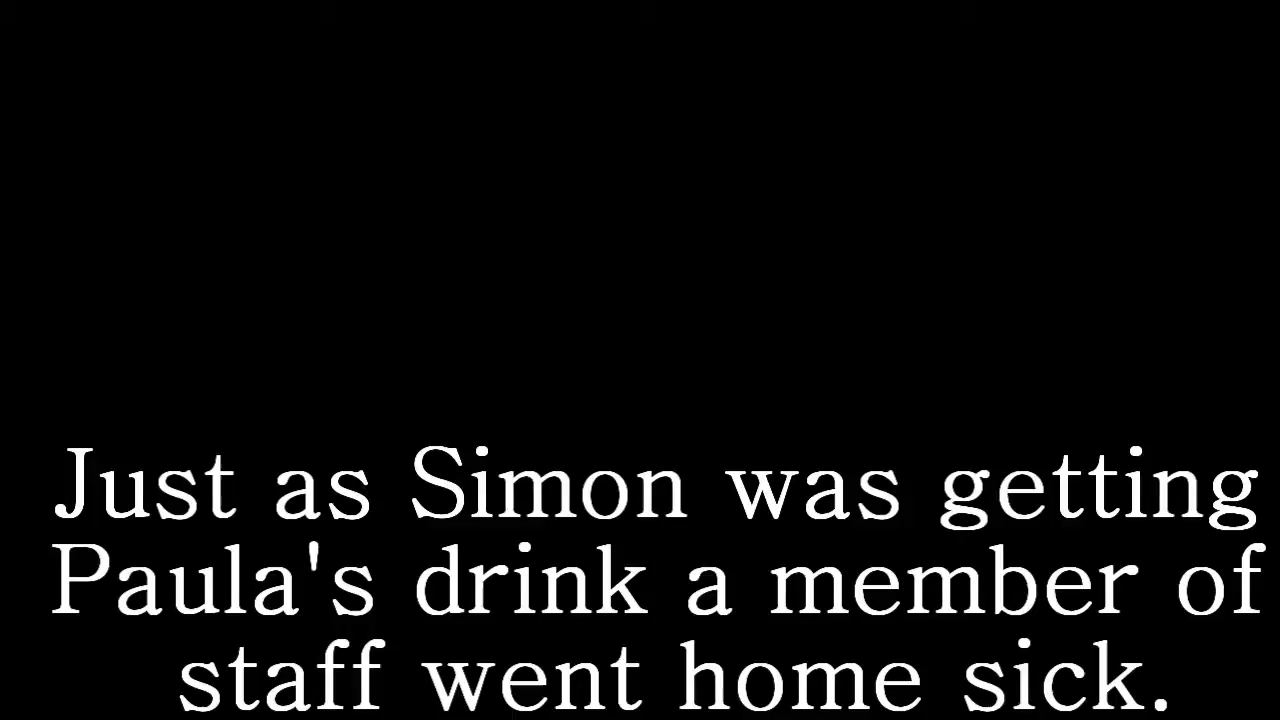 Just as Simon was getting
Paula's drink a member of
staff went home sick.